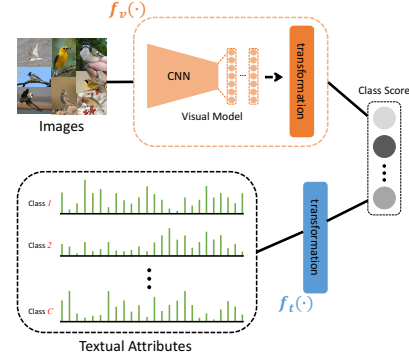 f_v(·)
CNN
...
Visual Model
transformation
Images
Class Score
Class 1
Class 2
Class C
Textual Attributes
transformation
f_t(·)